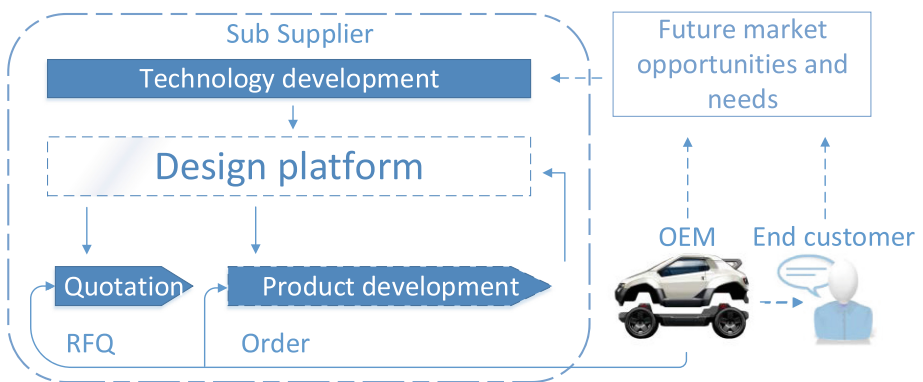 Sub Supplier
Technology development
Design platform
Quotation
Product development
RFQ
Order
Future market
opportunities and
needs
OEM
End customer